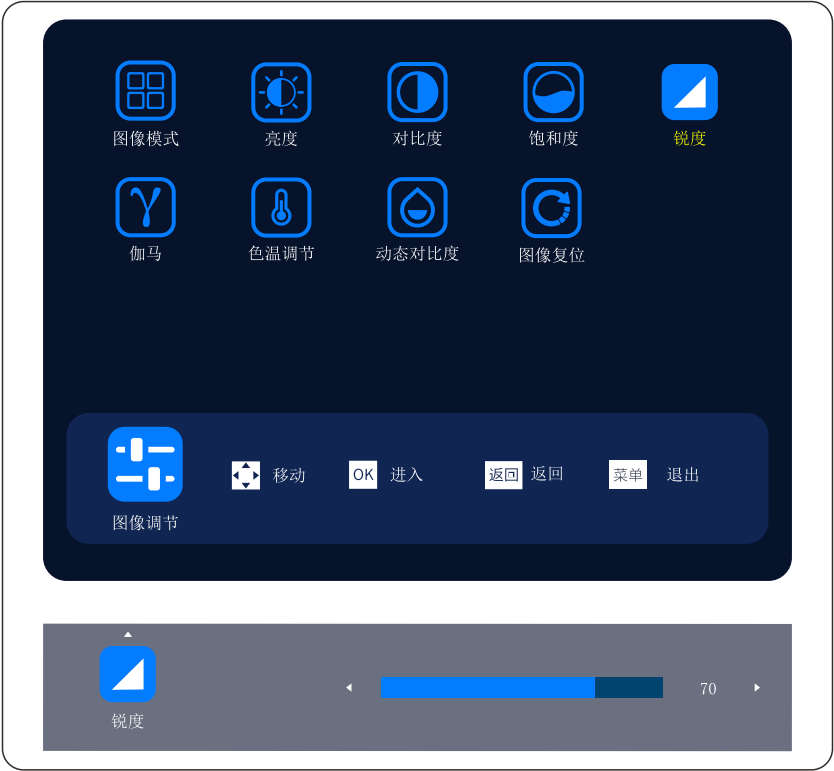 图像模式 亮度 对比度 饱和度 锐度
γ
伽马 色温调节 动态对比度 图像复位
移动 OK 进入 返回 返回 菜单 退出
图像调节
70
锐度